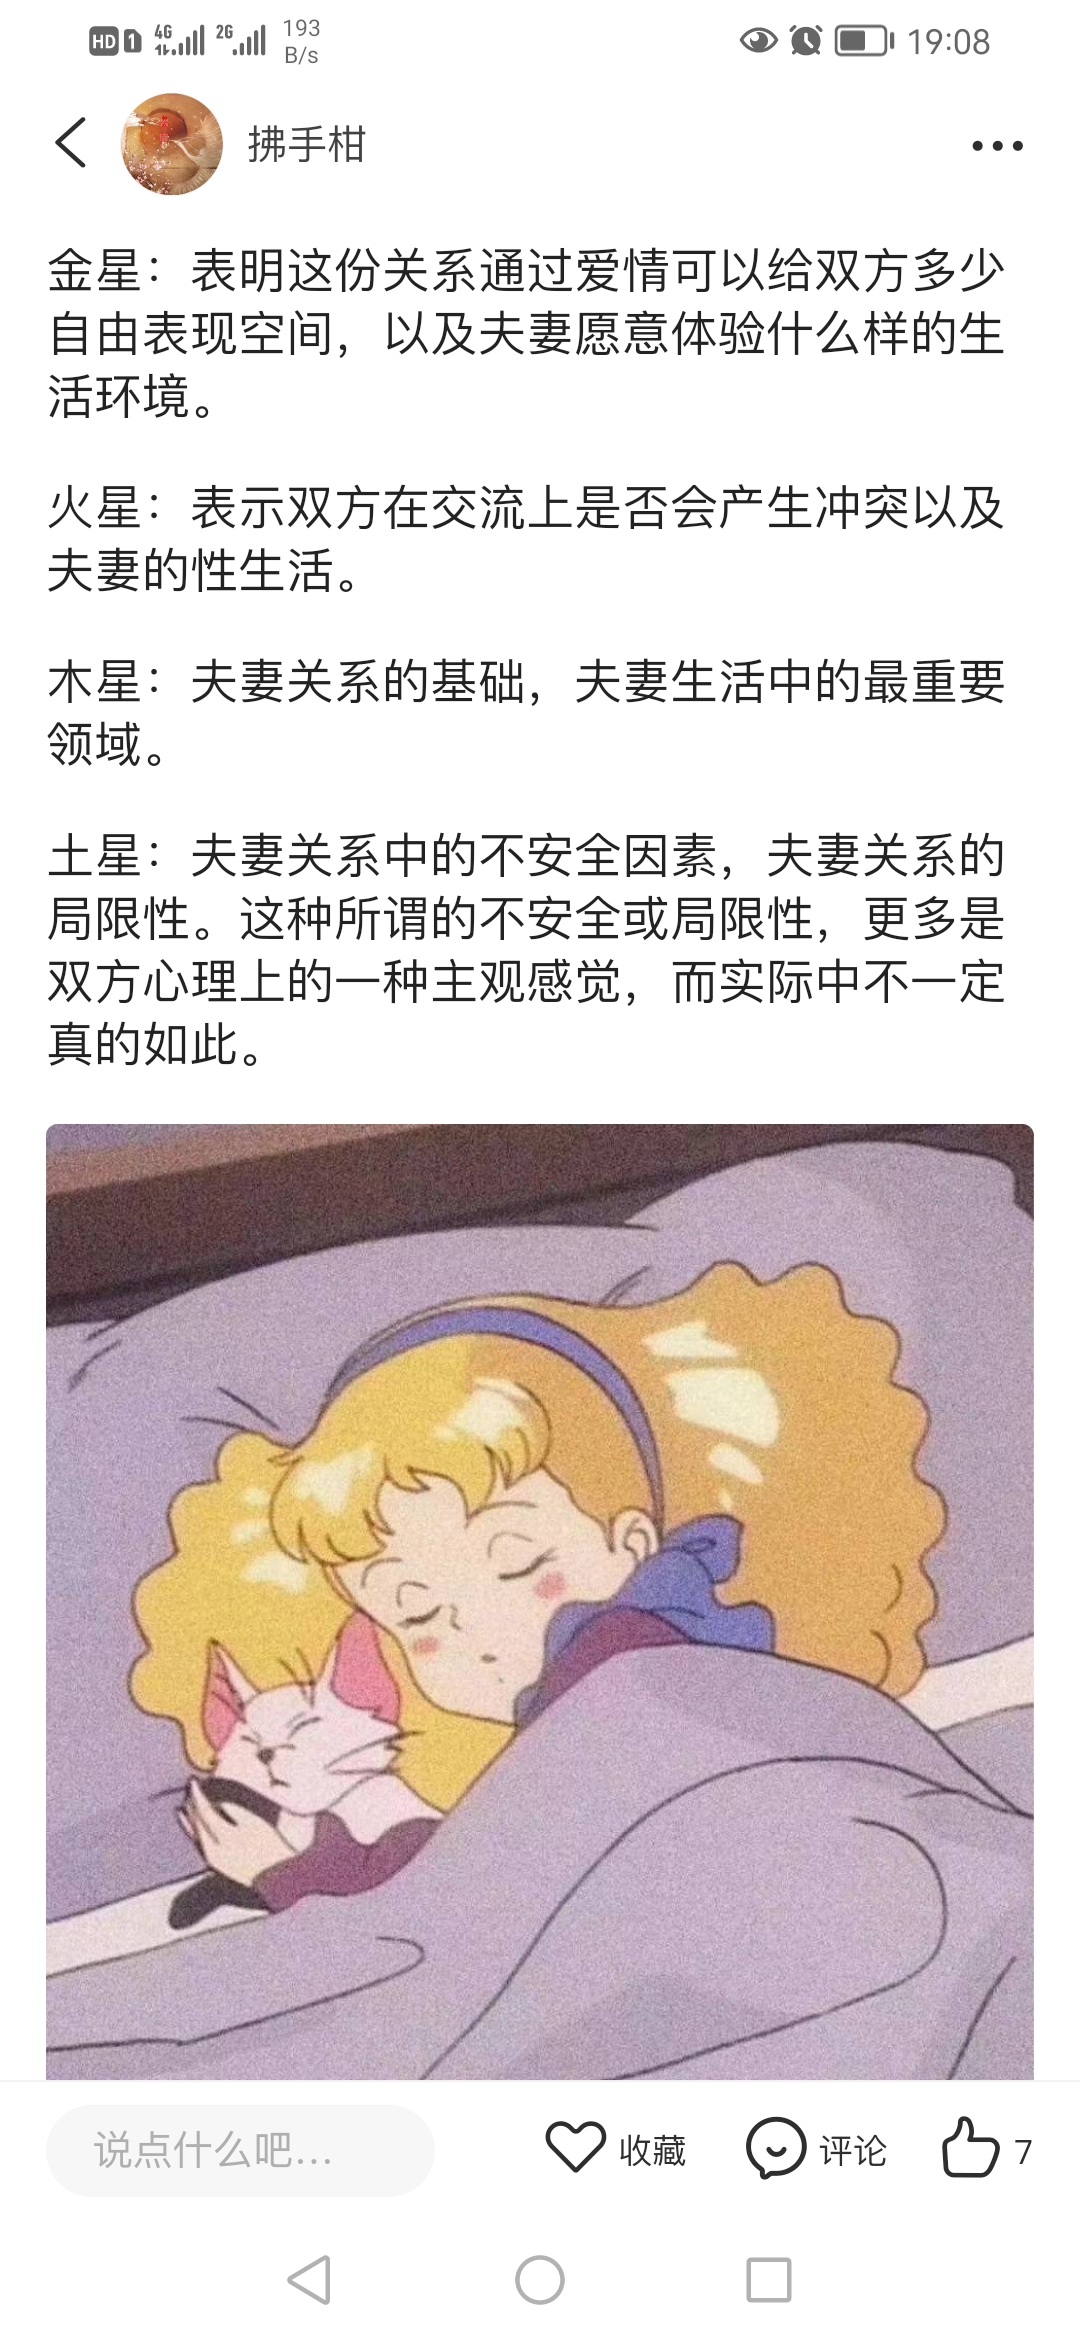 HD 1 4G 2G 193 B/s 19:08
拂手柑
金星：表明这份关系通过爱情可以给双方多少
自由表现空间，以及夫妻愿意体验什么样的生
活环境。
火星：表示双方在交流上是否会产生冲突以及
夫妻的性生活。
木星：夫妻关系的基础，夫妻生活中的最重要
领域。
土星：夫妻关系中的不安全因素，夫妻关系的
局限性。这种所谓的不安全或局限性，更多是
双方心理上的一种主观感觉，而实际中不一定
真的如此。
说点什么吧... 收藏 评论 7